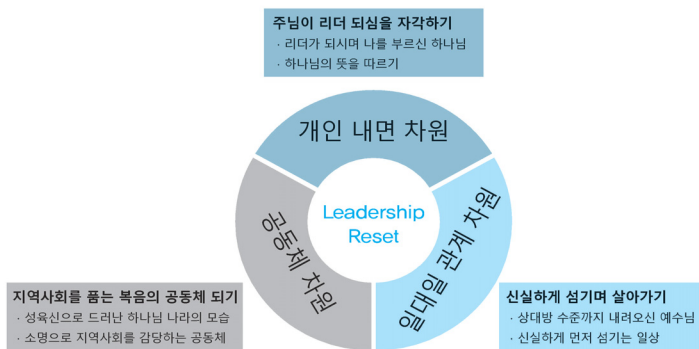 주님이 리더 되심을 자각하기
· 리더가 되시며 나를 부르신 하나님
· 하나님의 뜻을 따르기
개인 내면 차원
Leadership
Reset
공동체 차원
일대일 관계 차원
지역사회를 품는 복음의 공동체 되기
· 성육신으로 드러난 하나님 나라의 모습
· 소명으로 지역사회를 감당하는 공동체
신실하게 섬기며 살아가기
· 상대방 수준까지 내려오신 예수님
· 신실하게 먼저 섬기는 일상